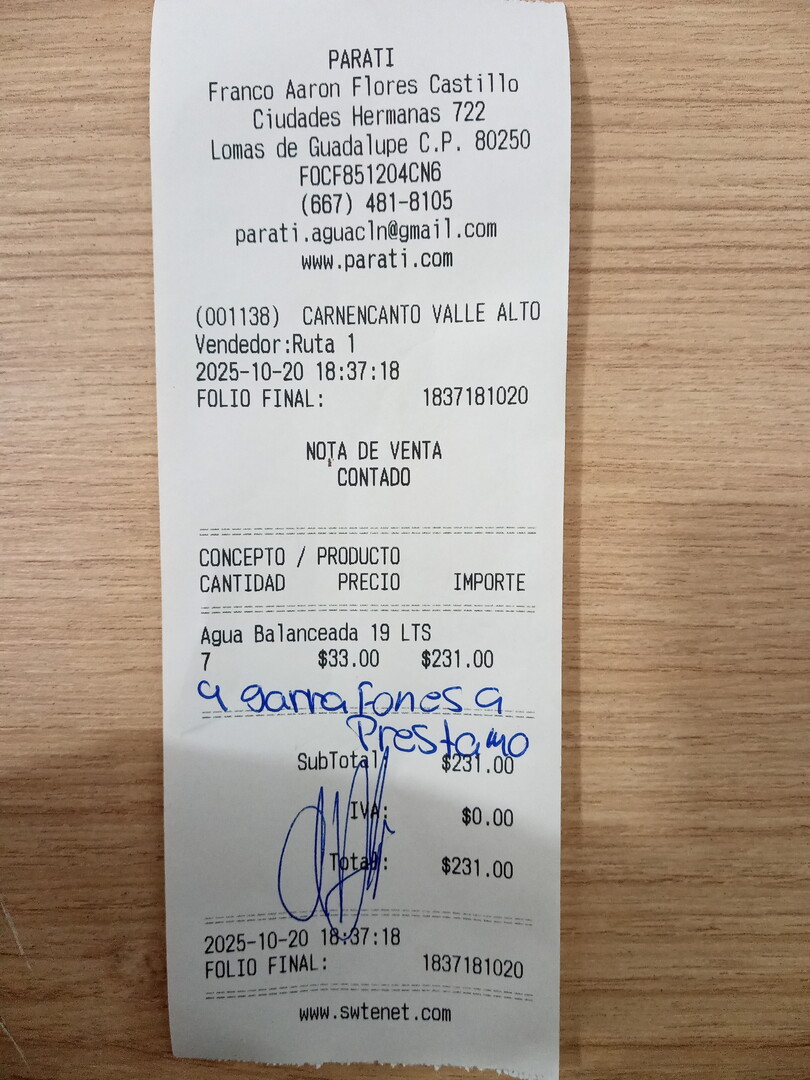 PARATI
Franco Aaron Flores Castillo
Ciudades Hermanas 722
Lomas de Guadalupe C.P. 80250
FOCF851204CN6
(667) 481-8105
parati.aguacln@gmail.com
www.parati.com
(001138) CARNENCANTO VALLE ALTO
Vendedor:Ruta 1
2025-10-20 18:37:18
FOLIO FINAL: 1837181020
NOTA DE VENTA
CONTADO
CONCEPTO / PRODUCTO
CANTIDAD PRECIO IMPORTE
Agua Balanceada 19 LTS
7 $33.00 $231.00
garrafones a
Prestamo
SubTotal $231.00
IVA: $0.00
Total: $231.00
2025-10-20 18:37:18
FOLIO FINAL: 1837181020
www.swtenet.com